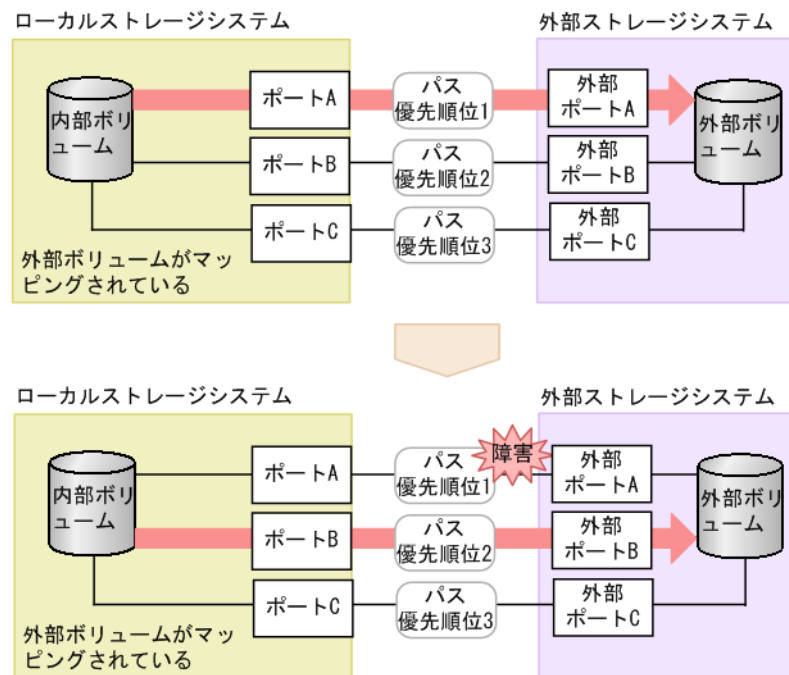 ローカルストレージシステム
外部ストレージシステム
内部ボリ
ューム
ポートA
パス
優先順位1
外部
ポートA
外部ボリ
ューム
ポートB
パス
優先順位2
外部
ポートB
ポートC
パス
優先順位3
外部
ポートC
外部ボリュームがマッ
ピングされている
ローカルストレージシステム
外部ストレージシステム
内部ボリ
ューム
ポートA
パス
優先順位1
障害
外部
ポートA
外部ボリ
ューム
ポートB
パス
優先順位2
外部
ポートB
ポートC
パス
優先順位3
外部
ポートC
外部ボリュームがマッ
ピングされている